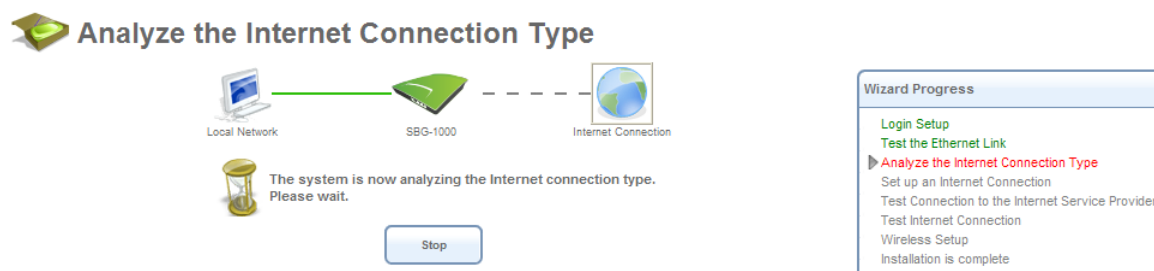 Analyze the Internet Connection Type
Local Network
SBG-1000
Internet Connection
The system is now analyzing the Internet connection type.
Please wait.
Stop
Wizard Progress
Login Setup
Test the Ethernet Link
Analyze the Internet Connection Type
Set up an Internet Connection
Test Connection to the Internet Service Provider
Test Internet Connection
Wireless Setup
Installation is complete